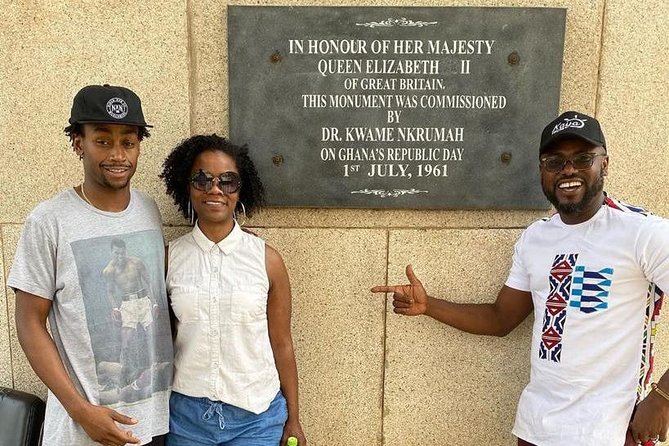 IN HONOUR OF HER MAJESTY
QUEEN ELIZABETH II
OF GREAT BRITAIN.
THIS MONUMENT WAS COMMISSIONED
BY
DR. KWAME NKRUMAH
ON GHANA'S REPUBLIC DAY
1ST JULY, 1961